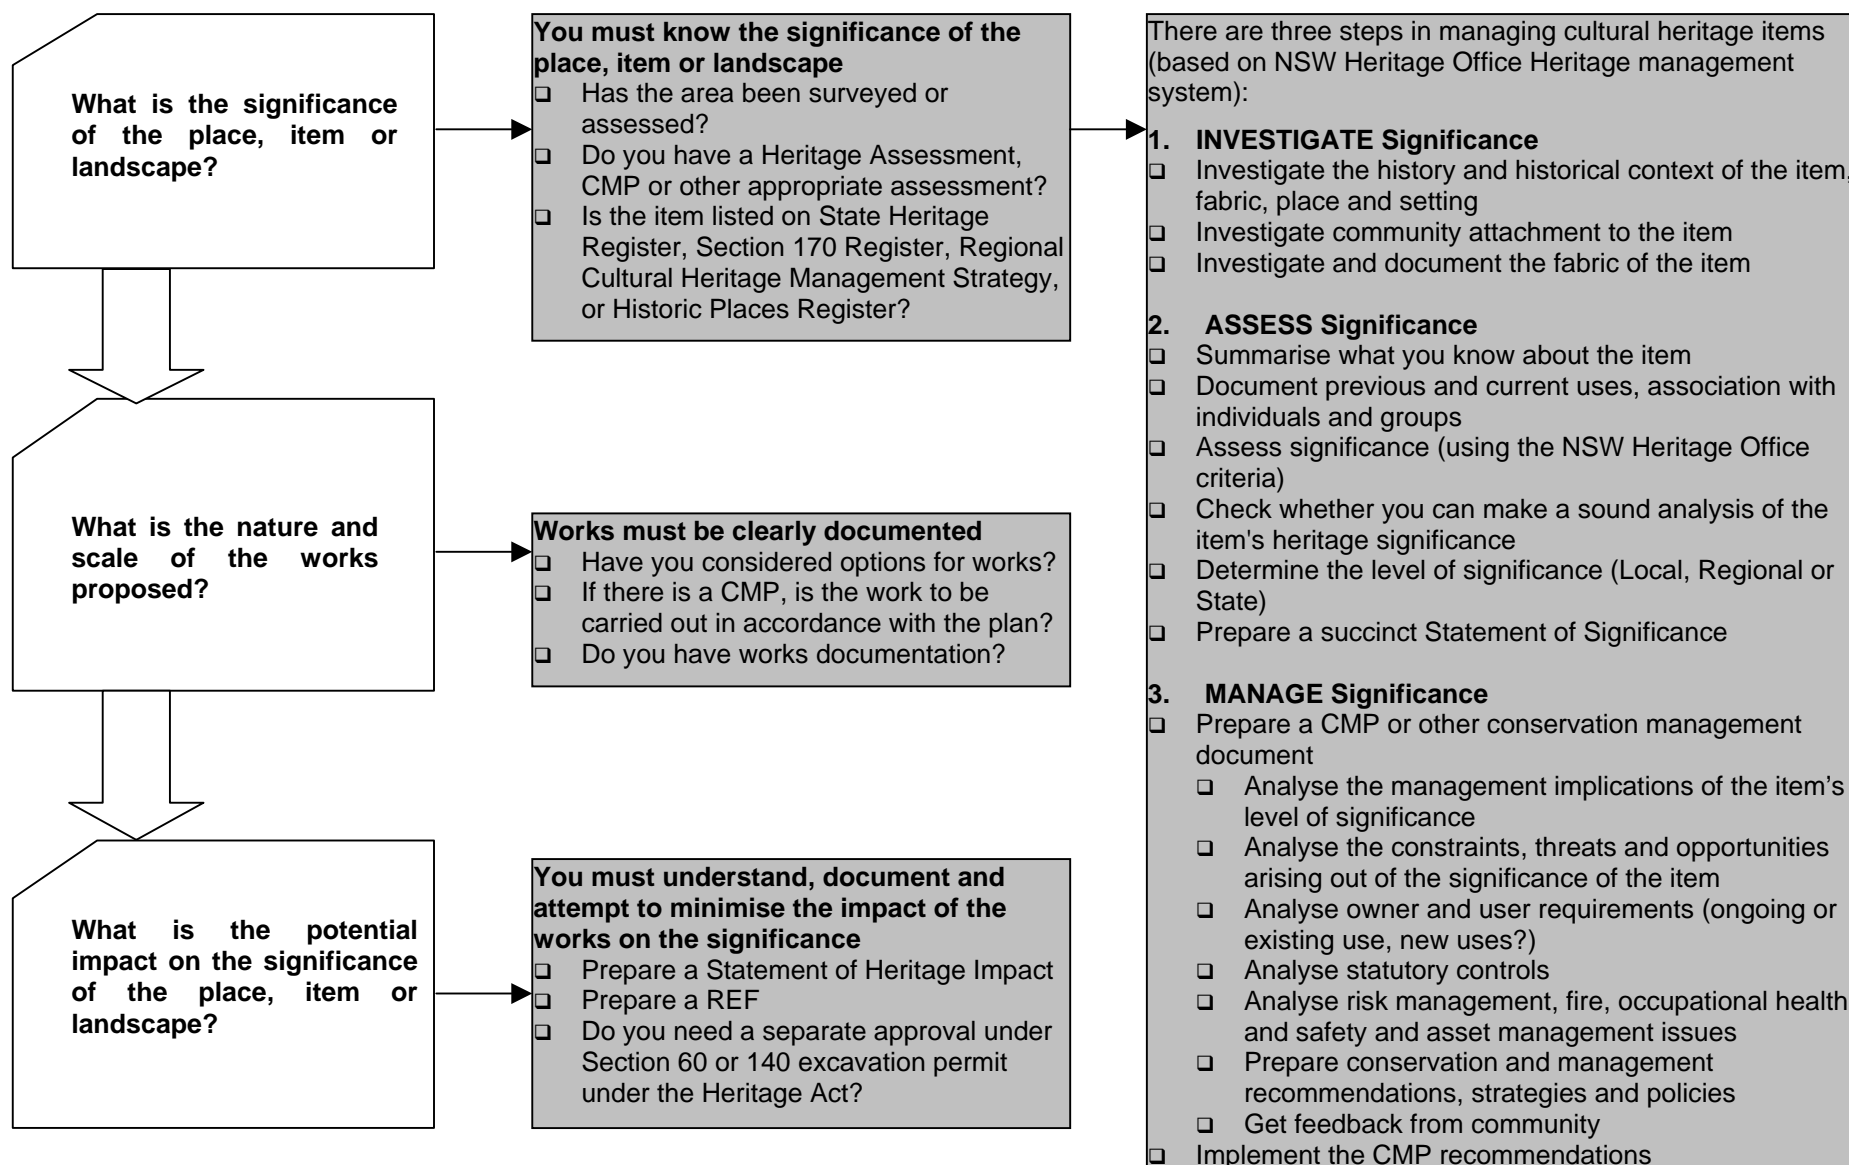 What is the significance
of the place, item or
landscape?
You must know the significance of the
place, item or landscape
❑ Has the area been surveyed or
assessed?
❑ Do you have a Heritage Assessment,
CMP or other appropriate assessment?
❑ Is the item listed on State Heritage
Register, Section 170 Register, Regional
Cultural Heritage Management Strategy,
or Historic Places Register?
What is the nature and
scale of the works
proposed?
Works must be clearly documented
❑ Have you considered options for works?
❑ If there is a CMP, is the work to be
carried out in accordance with the plan?
❑ Do you have works documentation?
What is the potential
impact on the significance
of the place, item or
landscape?
You must understand, document and
attempt to minimise the impact of the
works on the significance
❑ Prepare a Statement of Heritage Impact
❑ Prepare a REF
❑ Do you need a separate approval under
Section 60 or 140 excavation permit
under the Heritage Act?
There are three steps in managing cultural heritage items
(based on NSW Heritage Office Heritage management
system):
1. INVESTIGATE Significance
❑ Investigate the history and historical context of the item,
fabric, place and setting
❑ Investigate community attachment to the item
❑ Investigate and document the fabric of the item
2. ASSESS Significance
❑ Summarise what you know about the item
❑ Document previous and current uses, association with
individuals and groups
❑ Assess significance (using the NSW Heritage Office
criteria)
❑ Check whether you can make a sound analysis of the
item's heritage significance
❑ Determine the level of significance (Local, Regional or
State)
❑ Prepare a succinct Statement of Significance
3. MANAGE Significance
❑ Prepare a CMP or other conservation management
document
❑ Analyse the management implications of the item’s
level of significance
❑ Analyse the constraints, threats and opportunities
arising out of the significance of the item
❑ Analyse owner and user requirements (ongoing or
existing use, new uses?)
❑ Analyse statutory controls
❑ Analyse risk management, fire, occupational health
and safety and asset management issues
❑ Prepare conservation and management
recommendations, strategies and policies
❑ Get feedback from community
❑ Implement the CMP recommendations